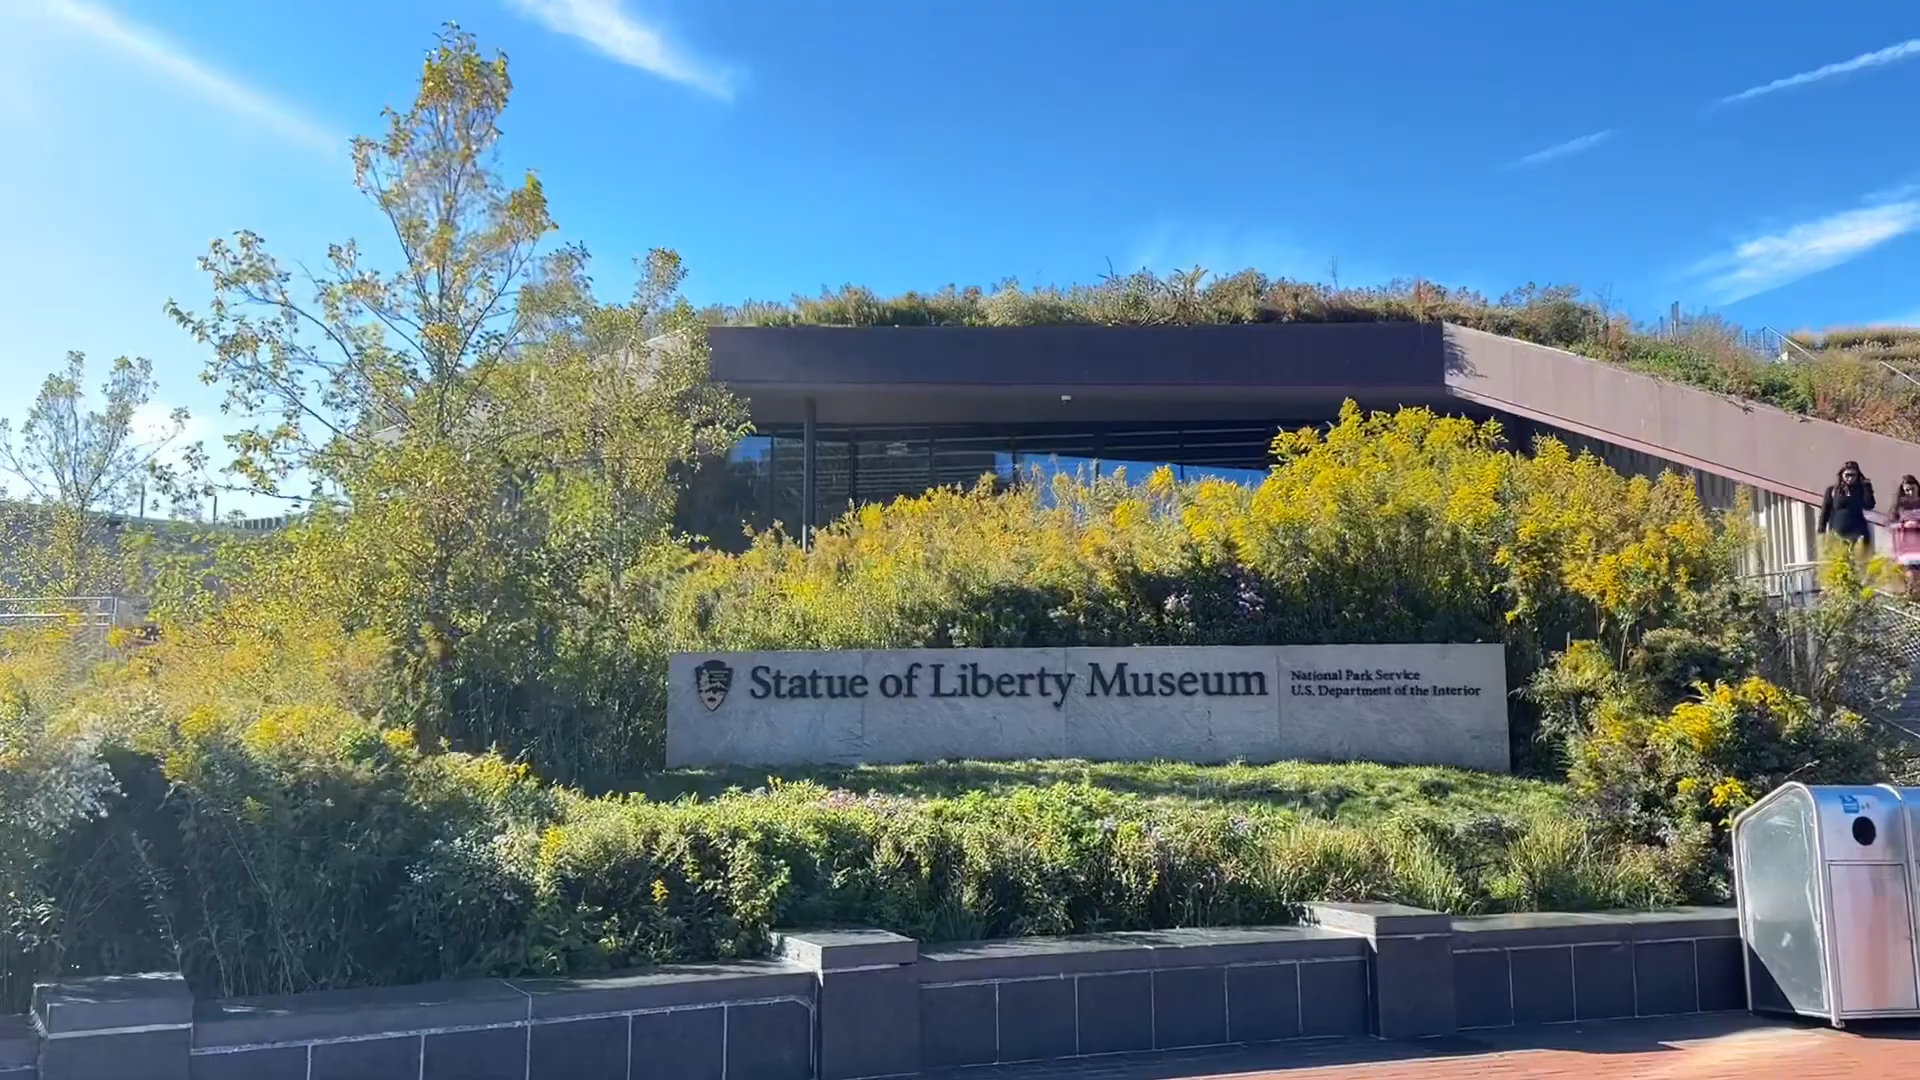 Statue of Liberty Museum
National Park Service
U.S. Department of the Interior